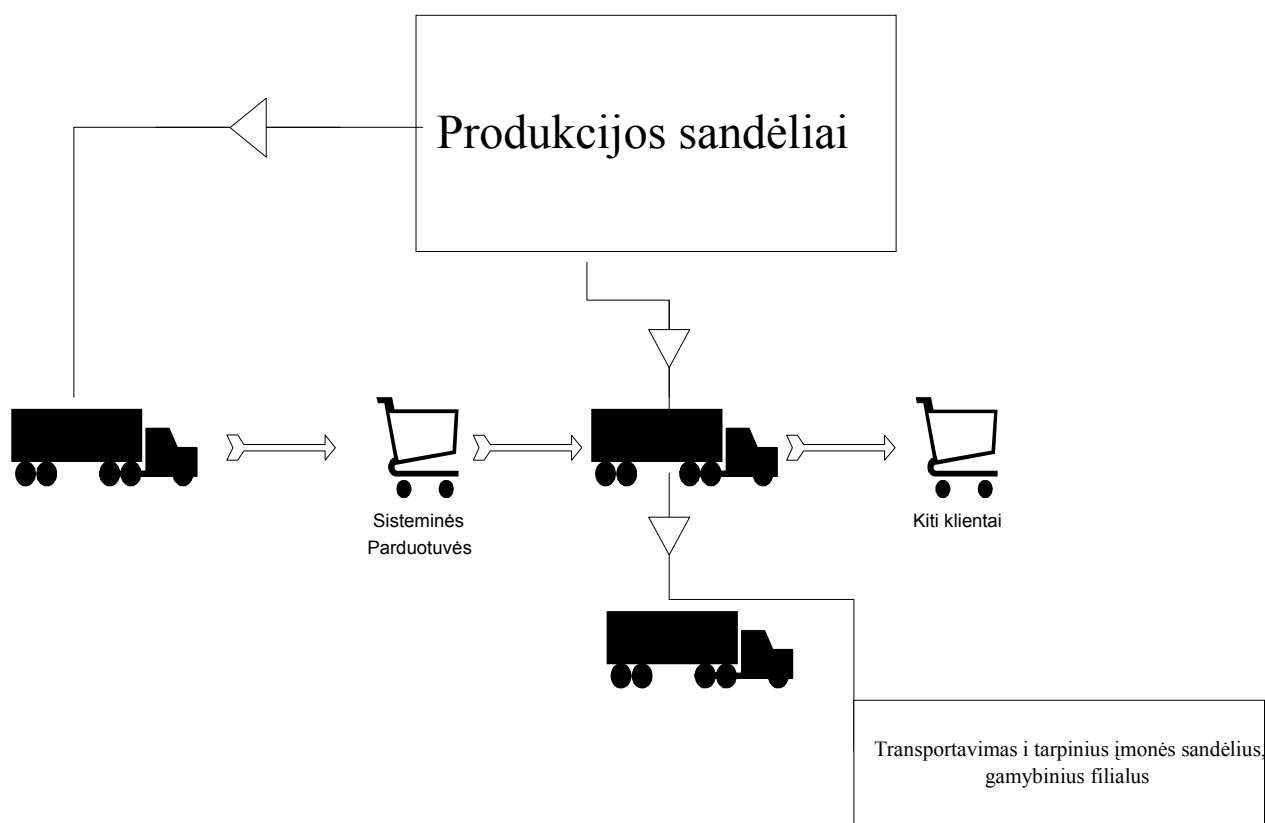 Produkcijos sandėliai
Sisteminės
Parduotuvės
Kiti klientai
Transportavimas i tarpinius įmonės sandėlius,
gamybinius filialus